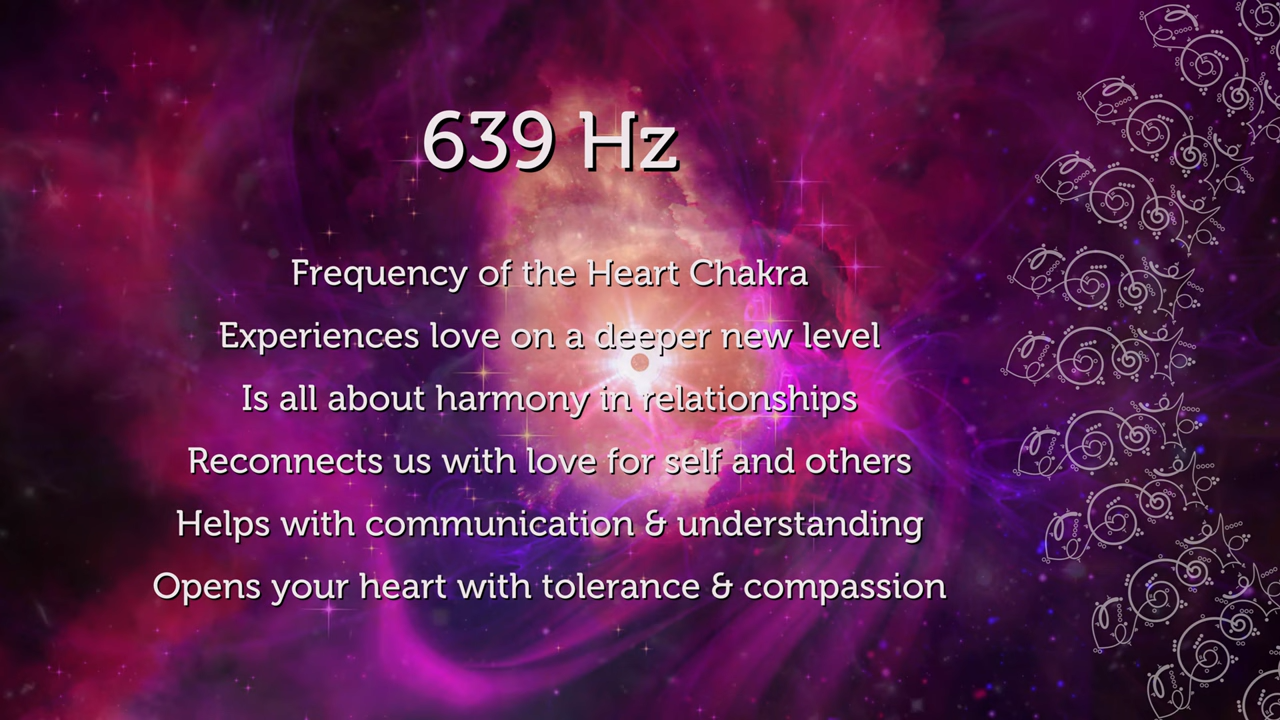 639 Hz
Frequency of the Heart Chakra
Experiences love on a deeper new level
Is all about harmony in relationships
Reconnects us with love for self and others
Helps with communication & understanding
Opens your heart with tolerance & compassion